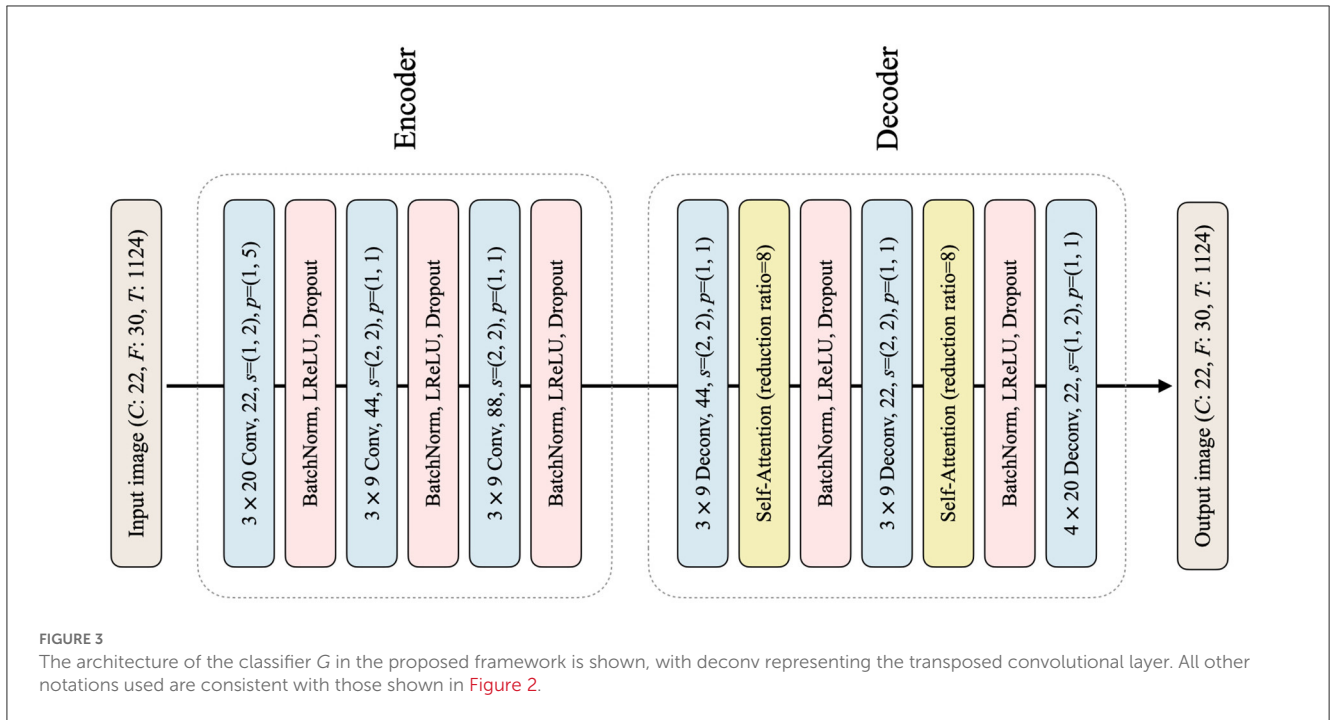 Encoder
Decoder
Input image (C: 22, F: 30, T: 1124)
3 × 20 Conv, 22, s=(1, 2), p=(1, 5)
BatchNorm, LReLU, Dropout
3 × 9 Conv, 44, s=(2, 2), p=(1, 1)
BatchNorm, LReLU, Dropout
3 × 9 Conv, 88, s=(2, 2), p=(1, 1)
BatchNorm, LReLU, Dropout
3 × 9 Deconv, 44, s=(2, 2), p=(1, 1)
Self-Attention (reduction ratio=8)
BatchNorm, LReLU, Dropout
3 × 9 Deconv, 22, s=(2, 2), p=(1, 1)
Self-Attention (reduction ratio=8)
BatchNorm, LReLU, Dropout
4 × 20 Deconv, 22, s=(1, 2), p=(1, 1)
Output image (C: 22, F: 30, T: 1124)
FIGURE 3
The architecture of the classifier G in the proposed framework is shown, with deconv representing the transposed convolutional layer. All other
notations used are consistent with those shown in Figure 2.